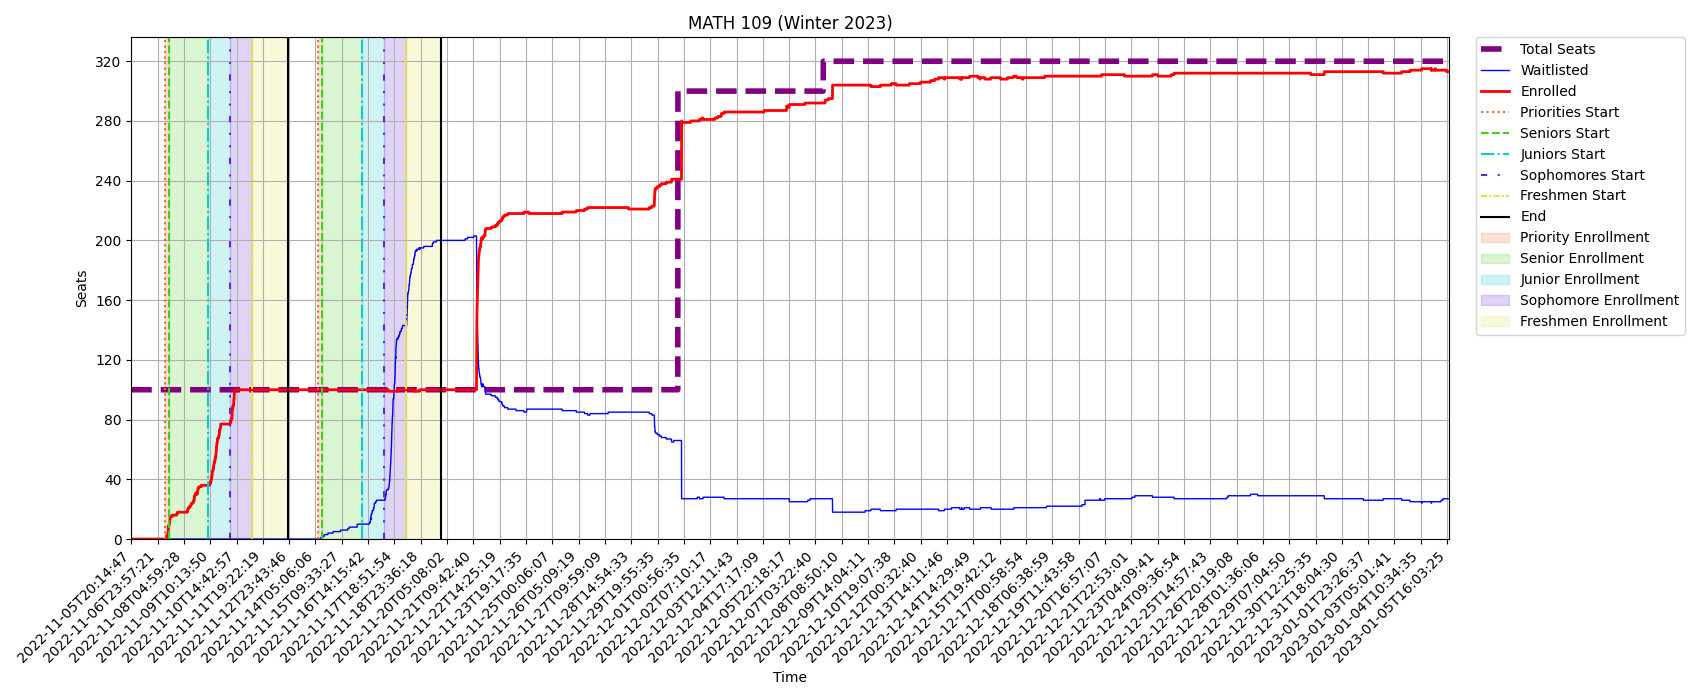 MATH 109 (Winter 2023)
Seats
320
280
240
200
160
120
80
40
0
2022-11-05T20:14:47
2022-11-06T23:57:21
2022-11-08T04:59:28
2022-11-09T10:13:50
2022-11-10T14:42:57
2022-11-11T19:22:19
2022-11-12T23:43:46
2022-11-14T05:06:06
2022-11-15T09:33:27
2022-11-16T14:15:42
2022-11-17T18:51:54
2022-11-18T23:36:18
2022-11-20T05:08:02
2022-11-21T09:42:40
2022-11-22T14:25:19
2022-11-23T19:17:35
2022-11-25T00:06:07
2022-11-26T05:09:19
2022-11-27T09:59:09
2022-11-28T14:54:33
2022-11-29T19:55:35
2022-12-01T00:56:35
2022-12-02T07:10:17
2022-12-03T12:11:43
2022-12-04T17:17:09
2022-12-05T22:18:17
2022-12-07T03:22:40
2022-12-08T08:50:10
2022-12-09T14:04:11
2022-12-10T19:07:38
2022-12-12T00:32:40
2022-12-13T14:11:46
2022-12-14T14:29:49
2022-12-15T19:42:12
2022-12-17T00:58:54
2022-12-18T06:38:59
2022-12-19T11:43:58
2022-12-20T16:57:07
2022-12-21T22:53:01
2022-12-23T04:09:41
2022-12-24T09:36:54
2022-12-25T14:57:43
2022-12-26T20:19:08
2022-12-28T01:36:06
2022-12-29T07:04:50
2022-12-30T12:25:35
2022-12-31T18:04:30
2023-01-01T23:26:37
2023-01-03T05:01:41
2023-01-04T10:34:35
2023-01-05T16:03:25
Time
Total Seats
Waitlisted
Enrolled
Priorities Start
Seniors Start
Juniors Start
Sophomores Start
Freshmen Start
End
Priority Enrollment
Senior Enrollment
Junior Enrollment
Sophomore Enrollment
Freshmen Enrollment